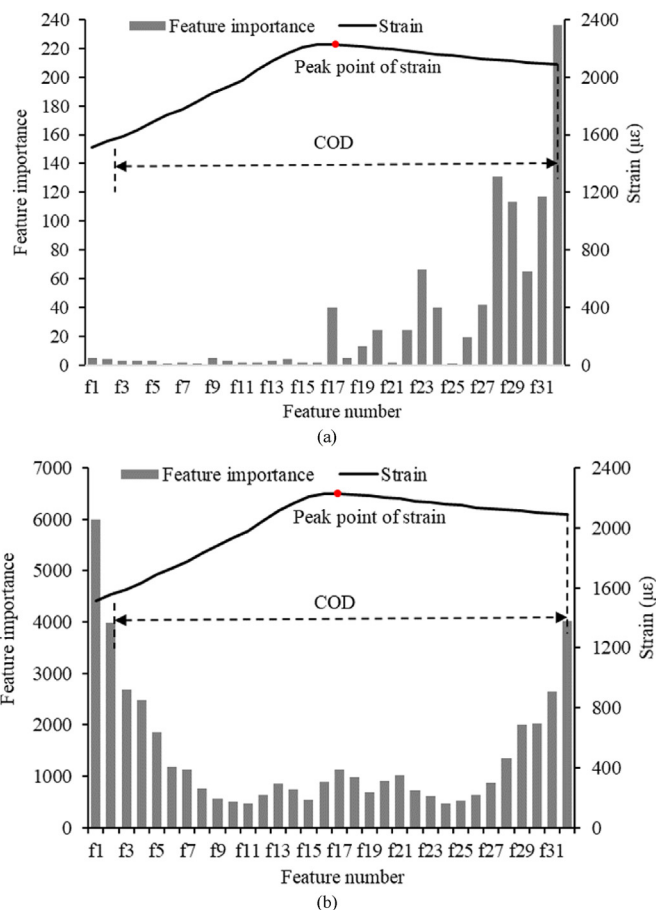 Feature importance Strain
240 2400
220
200 2000
180
160 1600
140
120 1200
100
80 800
60
40 400
20
0 0
Peak point of strain
COD
Feature importance
Strain (με)
f1 f3 f5 f7 f9 f11 f13 f15 f17 f19 f21 f23 f25 f27 f29 f31
Feature number
(a)
Feature importance Strain
7000 2400
6000 2000
5000 1600
4000
3000 1200
2000 800
1000 400
0 0
Peak point of strain
COD
Feature importance
Strain (με)
f1 f3 f5 f7 f9 f11 f13 f15 f17 f19 f21 f23 f25 f27 f29 f31
Feature number
(b)